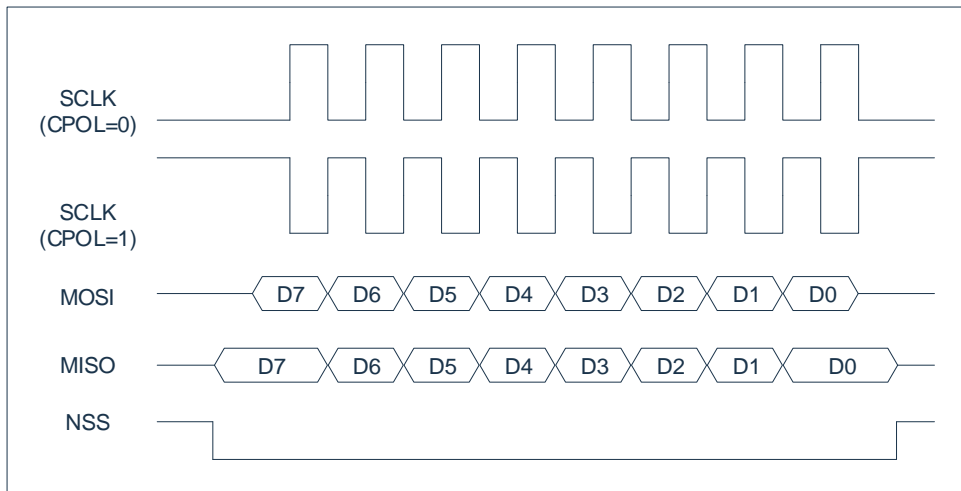 SCLK
(CPOL=0)
SCLK
(CPOL=1)
MOSI D7 D6 D5 D4 D3 D2 D1 D0
MISO D7 D6 D5 D4 D3 D2 D1 D0
NSS